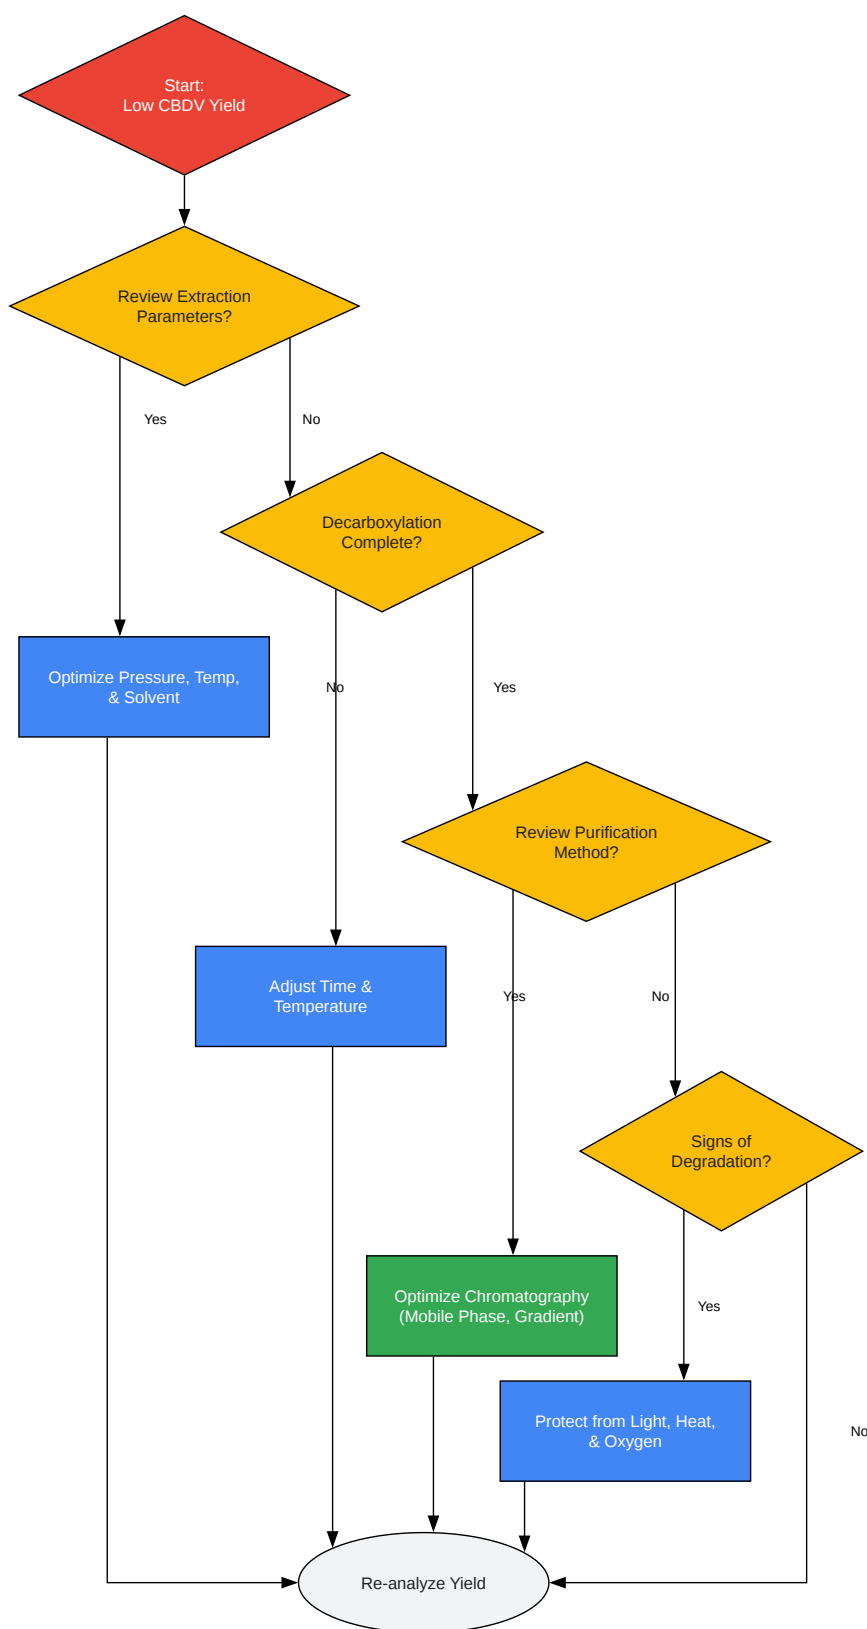 Start:
Low CBDV Yield
Review Extraction
Parameters?
Yes
No
Decarboxylation
Complete?
Optimize Pressure, Temp,
& Solvent
No
Yes
Review Purification
Method?
Adjust Time &
Temperature
Yes
No
Signs of
Degradation?
Optimize Chromatography
(Mobile Phase, Gradient)
Yes
Protect from Light, Heat,
& Oxygen
No
Re-analyze Yield